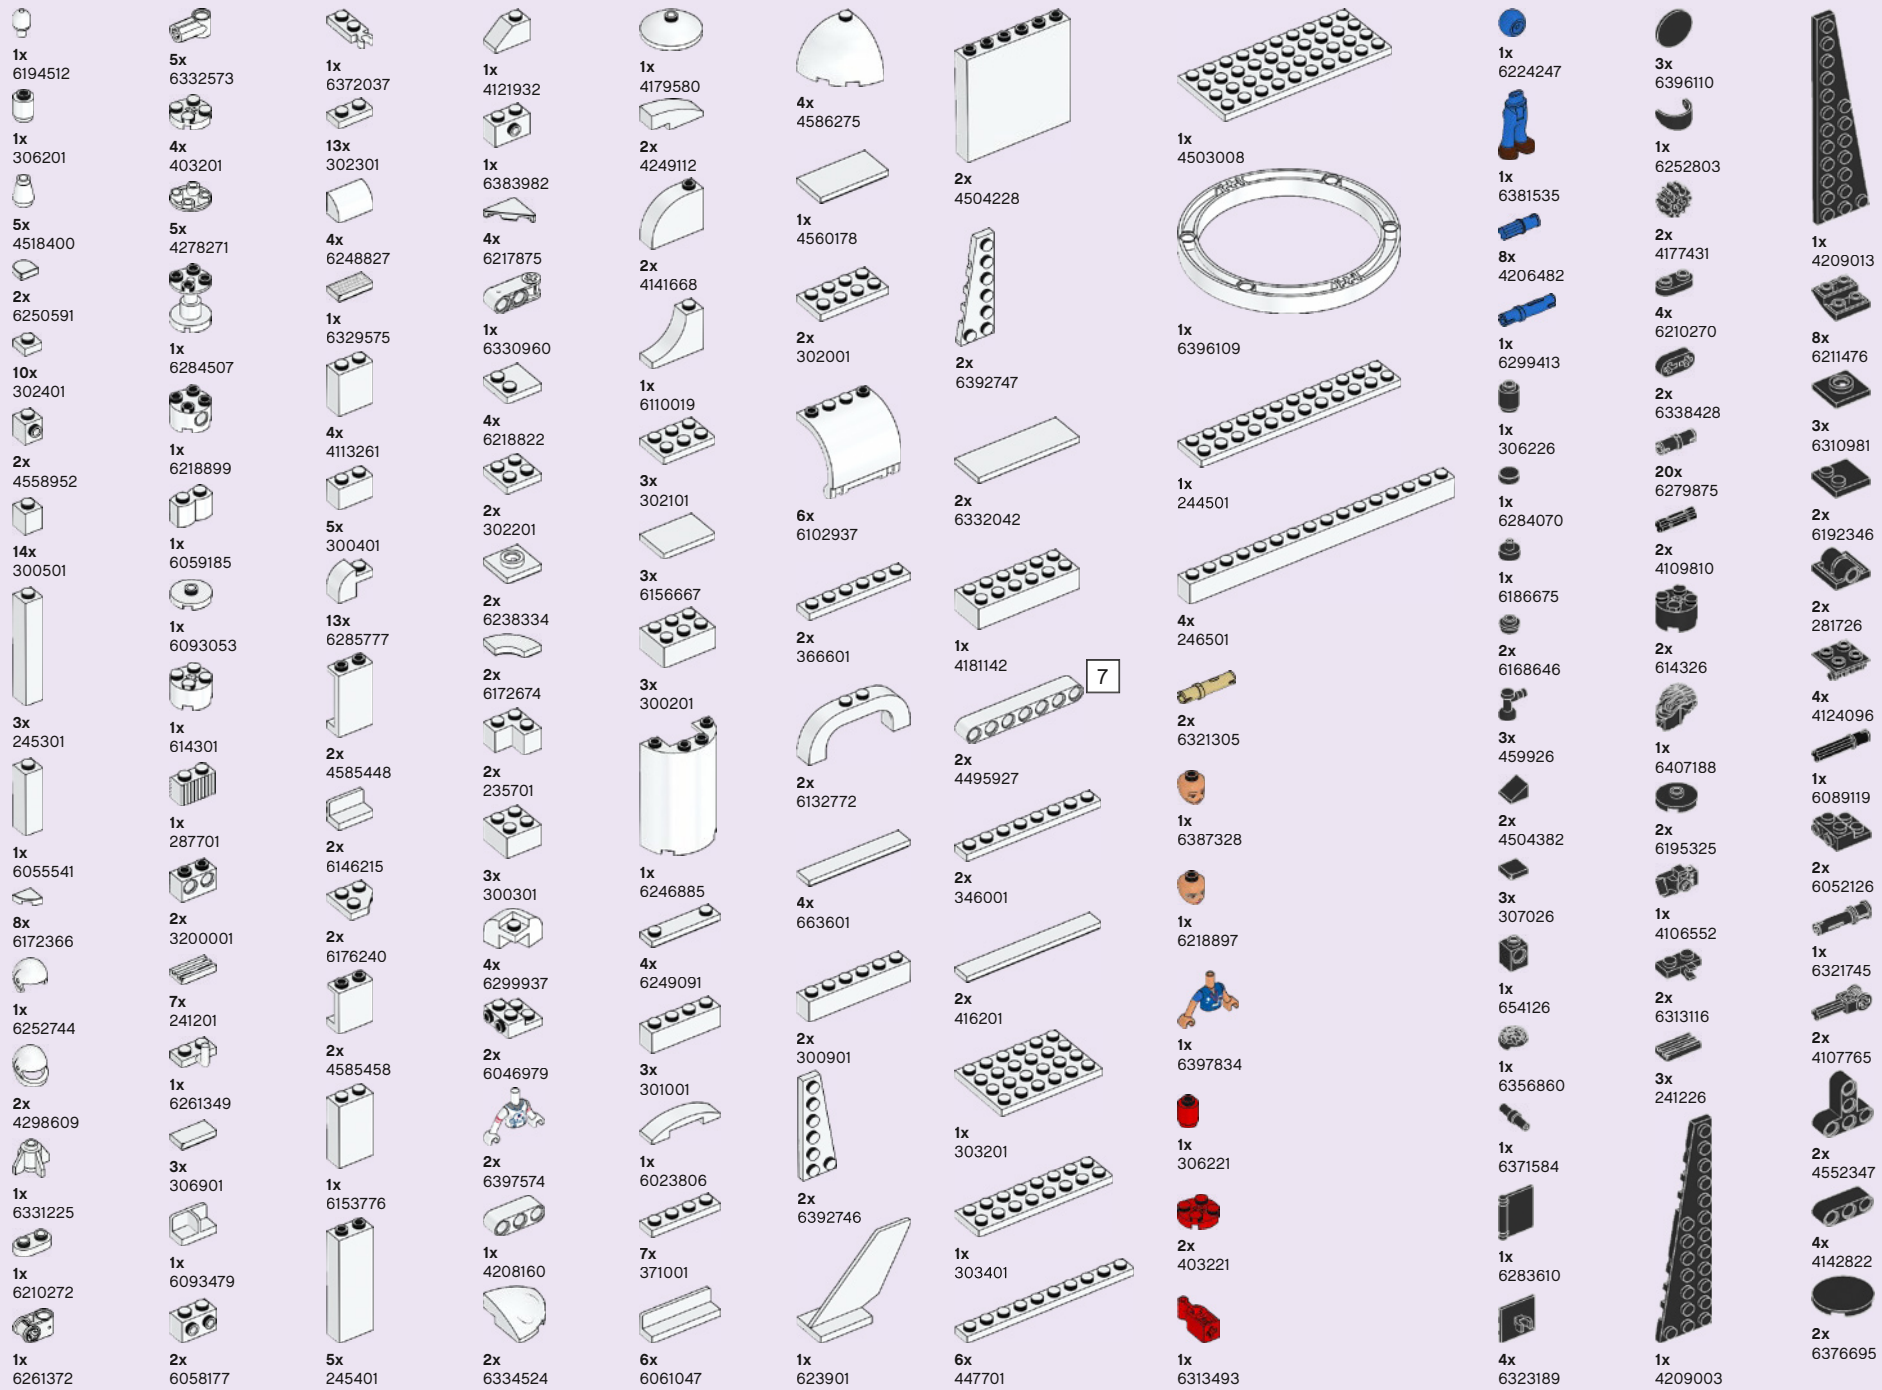 1x
6194512
1x
306201
5x
4518400
2x
6250591
10x
302401
2x
4558952
14x
300501
3x
245301
1x
6055541
8x
6172366
1x
6252744
2x
4298609
1x
6331225
1x
6210272
1x
6261372
5x
6332573
4x
403201
5x
4278271
1x
6284507
1x
6218899
1x
6059185
1x
6093053
1x
614301
1x
287701
2x
3200001
7x
241201
1x
6261349
3x
306901
1x
6093479
2x
6058177
1x
6372037
13x
302301
4x
6248827
1x
6329575
4x
4113261
5x
300401
13x
6285777
2x
4585448
2x
6146215
2x
6176240
2x
4585458
1x
6153776
5x
245401
1x
4121932
1x
6383982
4x
6217875
1x
6330960
4x
6218822
2x
302201
2x
6238334
2x
6172674
2x
235701
3x
300301
4x
6299937
2x
6046979
2x
6397574
1x
4208160
2x
6334524
1x
4179580
2x
4249112
2x
4141668
1x
6110019
3x
302101
3x
6156667
3x
300201
1x
6246885
4x
6249091
3x
301001
1x
6023806
7x
371001
6x
6061047
4x
4586275
1x
4560178
2x
302001
6x
6102937
2x
366601
2x
6132772
4x
663601
2x
300901
2x
6392746
1x
623901
2x
4504228
2x
6392747
2x
6332042
1x
4181142
7
2x
4495927
2x
346001
2x
416201
1x
303201
1x
303401
6x
447701
1x
4503008
1x
6396109
1x
244501
4x
246501
2x
6321305
1x
6387328
1x
6218897
1x
6397834
1x
306221
2x
403221
1x
6313493
1x
6224247
1x
6381535
8x
4206482
1x
6299413
1x
306226
1x
6284070
1x
6186675
2x
6168646
3x
459926
2x
4504382
3x
307026
1x
654126
1x
6356860
1x
6371584
1x
6283610
4x
6323189
3x
6396110
1x
6252803
2x
4177431
4x
6210270
2x
6338428
20x
6279875
2x
4109810
2x
614326
1x
6407188
2x
6195325
1x
4106552
2x
6313116
3x
241226
1x
4209003
1x
4209013
8x
6211476
3x
6310981
2x
6192346
2x
281726
4x
4124096
1x
6089119
2x
6052126
1x
6321745
2x
4107765
2x
4552347
4x
4142822
2x
6376695